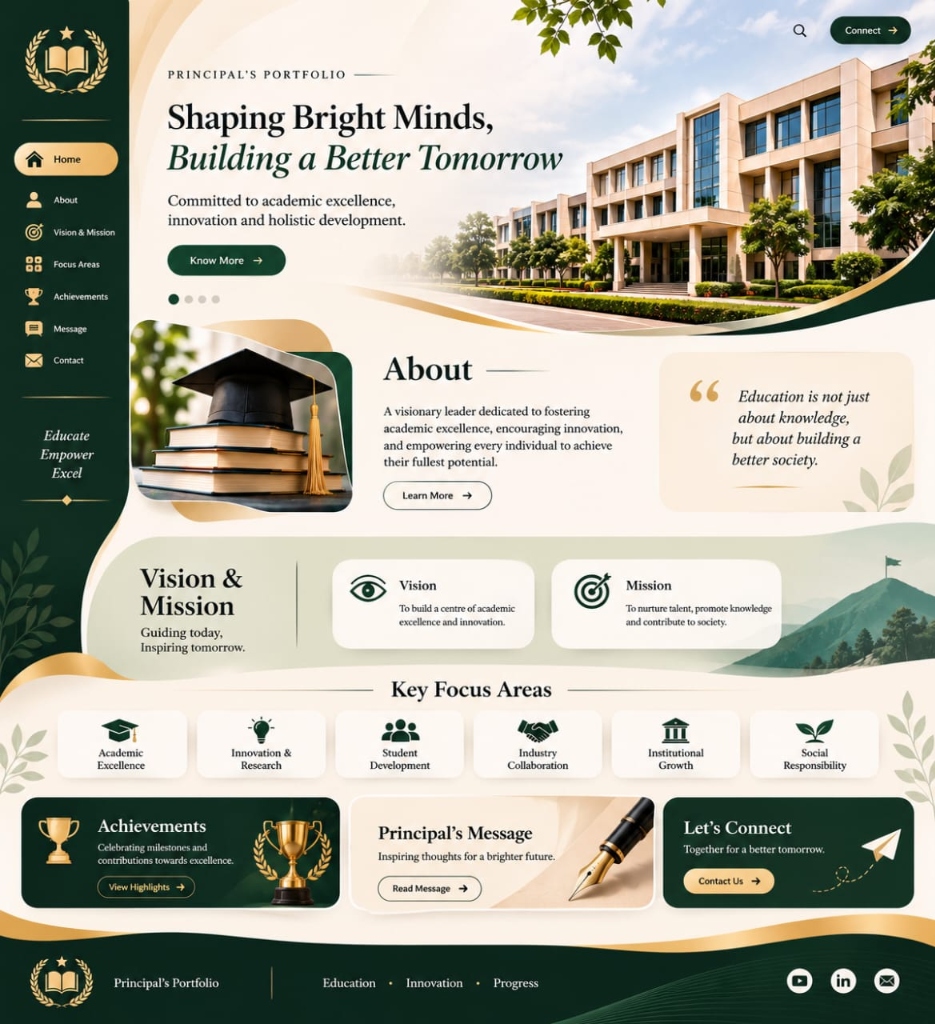 Connect
PRINCIPAL'S PORTFOLIO
Shaping Bright Minds,
Building a Better Tomorrow
Committed to academic excellence,
innovation and holistic development.
Know More
Home
About
Vision & Mission
Focus Areas
Achievements
Message
Contact
Educate
Empower
Excel
About
A visionary leader dedicated to fostering
academic excellence, encouraging innovation,
and empowering every individual to achieve
their fullest potential.
Learn More
“ Education is not just
about knowledge,
but about building a
better society.
Vision &
Mission
Guiding today,
Inspiring tomorrow.
Vision
To build a centre of academic
excellence and innovation.
Mission
To nurture talent, promote knowledge
and contribute to society.
Key Focus Areas
Academic
Excellence
Innovation &
Research
Student
Development
Industry
Collaboration
Institutional
Growth
Social
Responsibility
Achievements
Celebrating milestones and
contributions towards excellence.
View Highlights
Principal's Message
Inspiring thoughts for a brighter future.
Read Message
Let's Connect
Together for a better tomorrow.
Contact Us
Principal's Portfolio
Education • Innovation • Progress
in